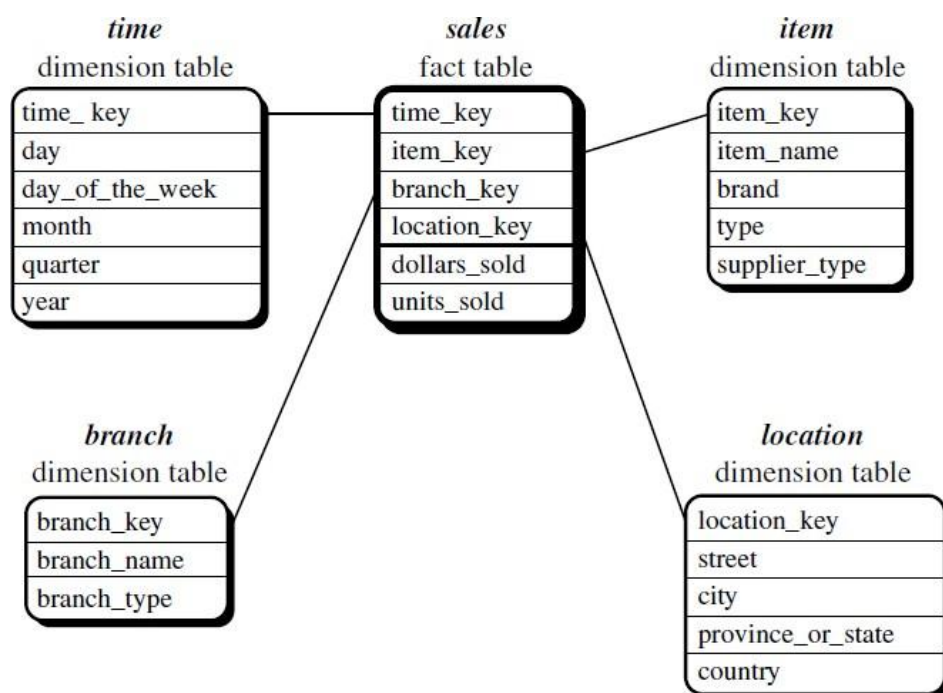 time
dimension table
time_ key
day
day_of_the_week
month
quarter
year
sales
fact table
time_key
item_key
branch_key
location_key
dollars_sold
units_sold
item
dimension table
item_key
item_name
brand
type
supplier_type
branch
dimension table
branch_key
branch_name
branch_type
location
dimension table
location_key
street
city
province_or_state
country